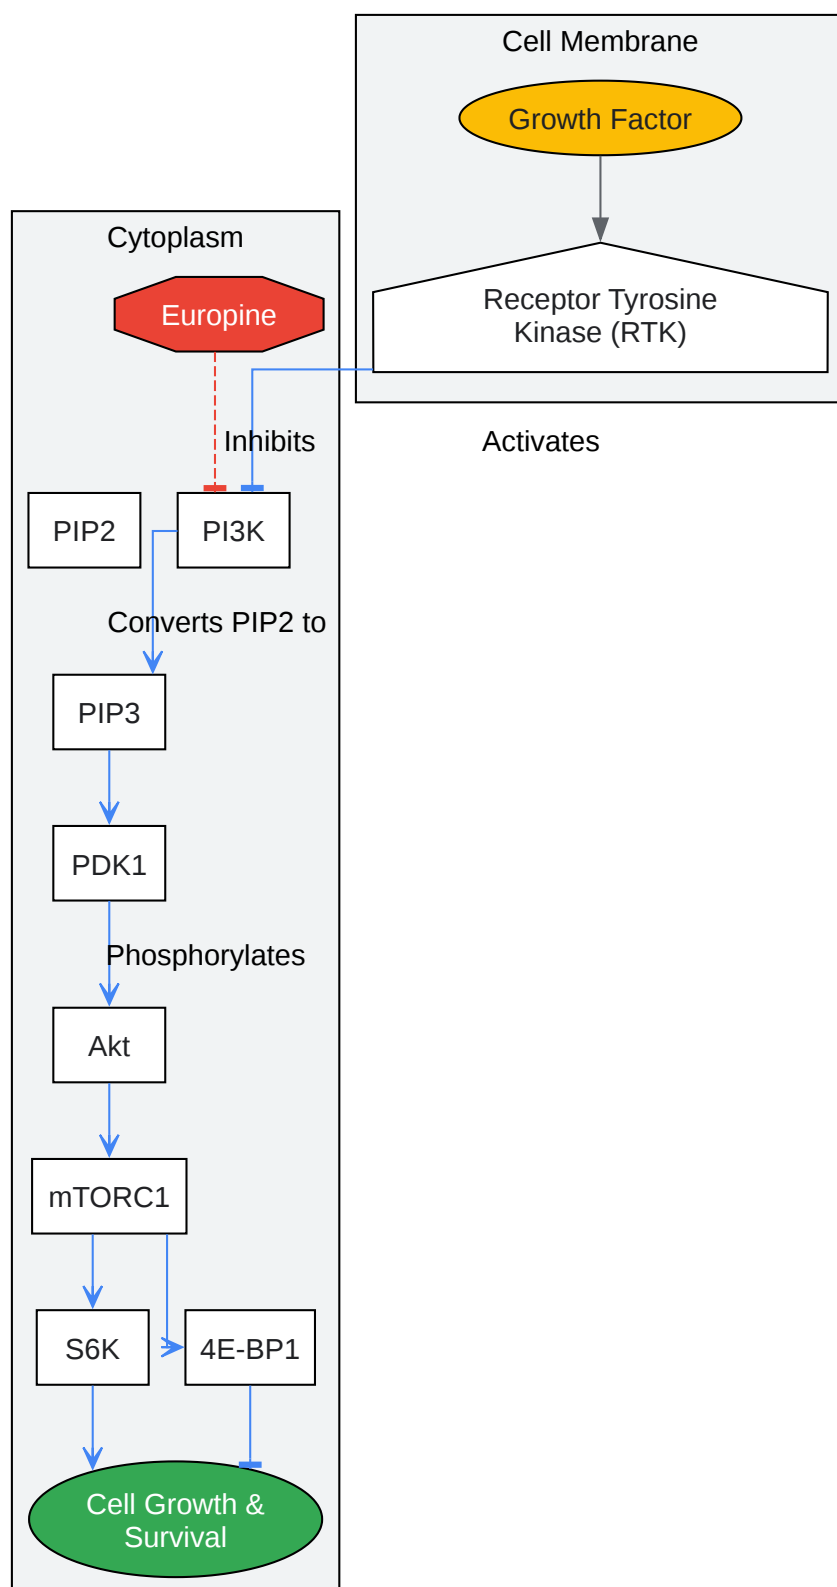 Cell Membrane
Growth Factor
Receptor Tyrosine
Kinase (RTK)
Activates
Cytoplasm
Europine
Inhibits
PIP2
PI3K
Converts PIP2 to
PIP3
PDK1
Phosphorylates
Akt
mTORC1
S6K
4E-BP1
Cell Growth &
Survival